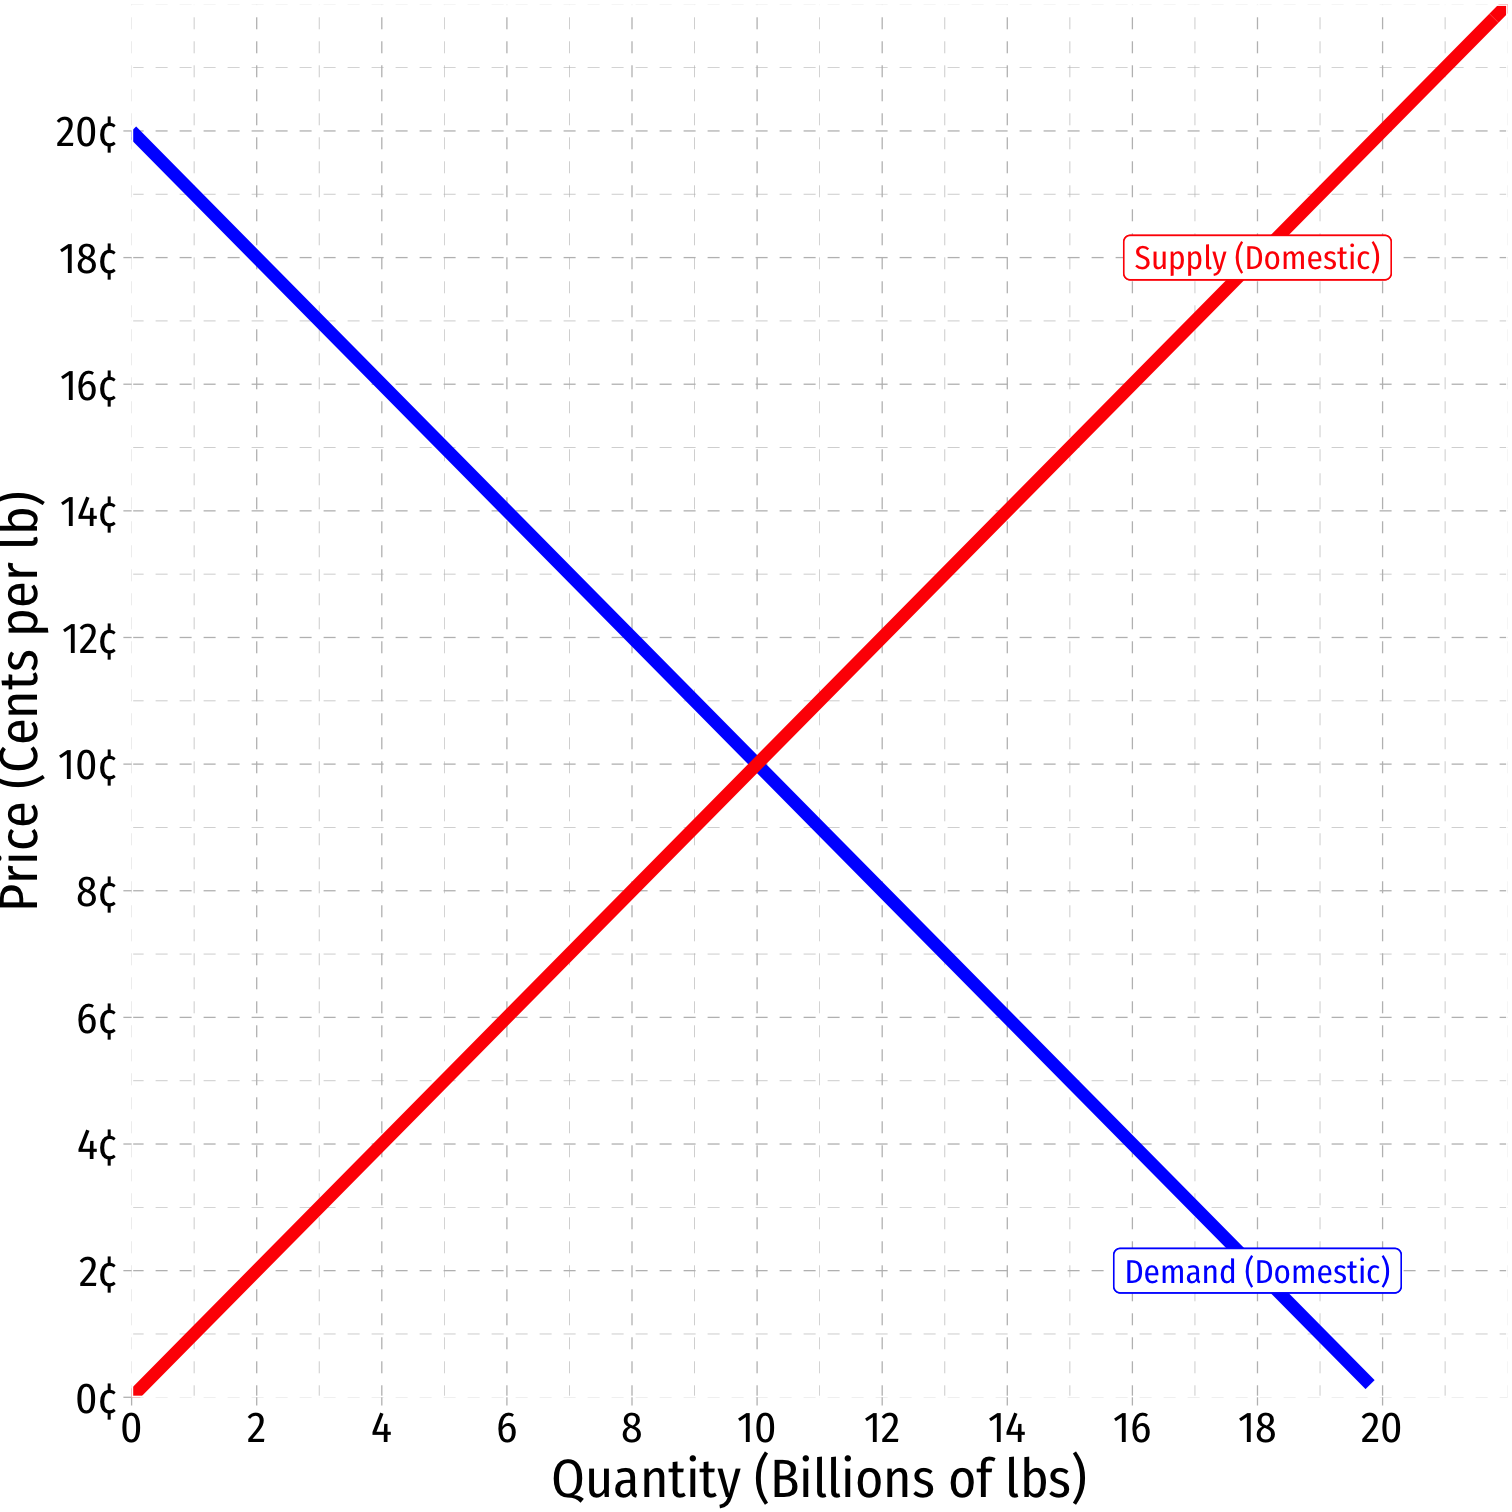 20¢
18¢
16¢
14¢
12¢
10¢
8¢
6¢
4¢
2¢
0¢
Price (Cents per lb)
Supply (Domestic)
Demand (Domestic)
0 2 4 6 8 10 12 14 16 18 20
Quantity (Billions of lbs)